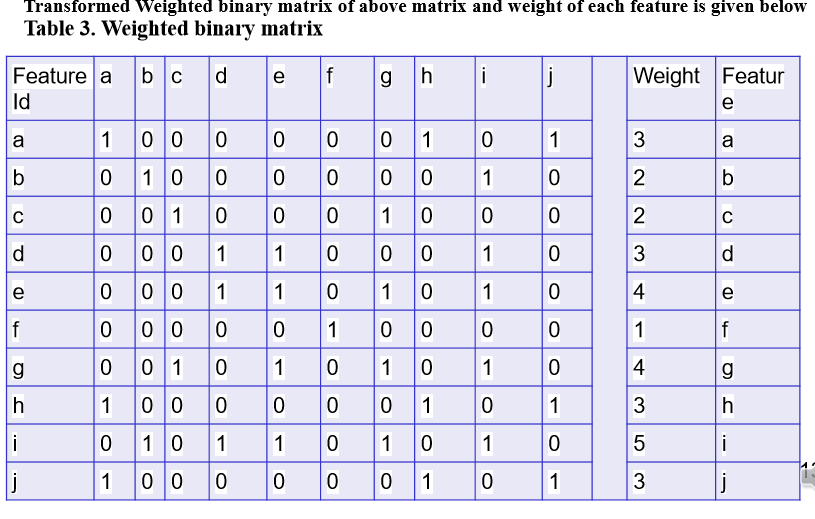 Transformed Weighted binary matrix of above matrix and weight of each feature is given below
Table 3. Weighted binary matrix
Feature Id a b c d e f g h i j Weight Feature
a 1 0 0 0 0 0 0 1 0 1 3 a
b 0 1 0 0 0 0 0 0 1 0 2 b
c 0 0 1 0 0 0 1 0 0 0 2 c
d 0 0 0 1 1 0 0 0 1 0 3 d
e 0 0 0 1 1 0 1 0 1 0 4 e
f 0 0 0 0 0 1 0 0 0 0 1 f
g 0 0 1 0 1 0 1 0 1 0 4 g
h 1 0 0 0 0 0 0 1 0 1 3 h
i 0 1 0 1 1 0 1 0 1 0 5 i
j 1 0 0 0 0 0 0 1 0 1 3 j